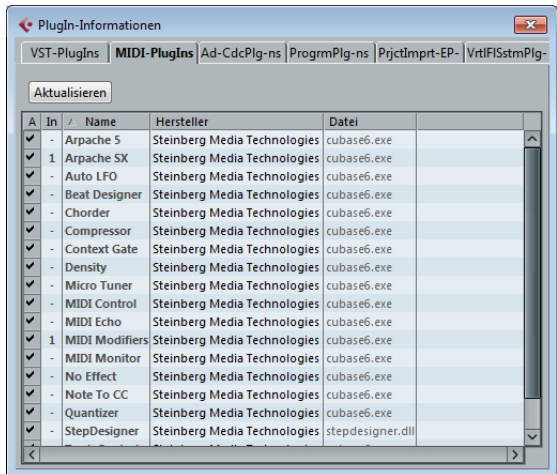 PlugIn-Informationen
VST-PlugIns MIDI-PlugIns Ad-CdcPlg-ns ProgrmPlg-ns PrjctImprt-EP- VrtlFlSstmPlg-
Aktualisieren
A In Name Hersteller Datei
- Arpache 5 Steinberg Media Technologies cubase6.exe
1 Arpache SX Steinberg Media Technologies cubase6.exe
- Auto LFO Steinberg Media Technologies cubase6.exe
- Beat Designer Steinberg Media Technologies cubase6.exe
- Chorder Steinberg Media Technologies cubase6.exe
- Compressor Steinberg Media Technologies cubase6.exe
- Context Gate Steinberg Media Technologies cubase6.exe
- Density Steinberg Media Technologies cubase6.exe
- Micro Tuner Steinberg Media Technologies cubase6.exe
- MIDI Control Steinberg Media Technologies cubase6.exe
- MIDI Echo Steinberg Media Technologies cubase6.exe
1 MIDI Modifiers Steinberg Media Technologies cubase6.exe
- MIDI Monitor Steinberg Media Technologies cubase6.exe
- No Effect Steinberg Media Technologies cubase6.exe
- Note To CC Steinberg Media Technologies cubase6.exe
- Quantizer Steinberg Media Technologies cubase6.exe
- StepDesigner Steinberg Media Technologies stepdesigner.dll